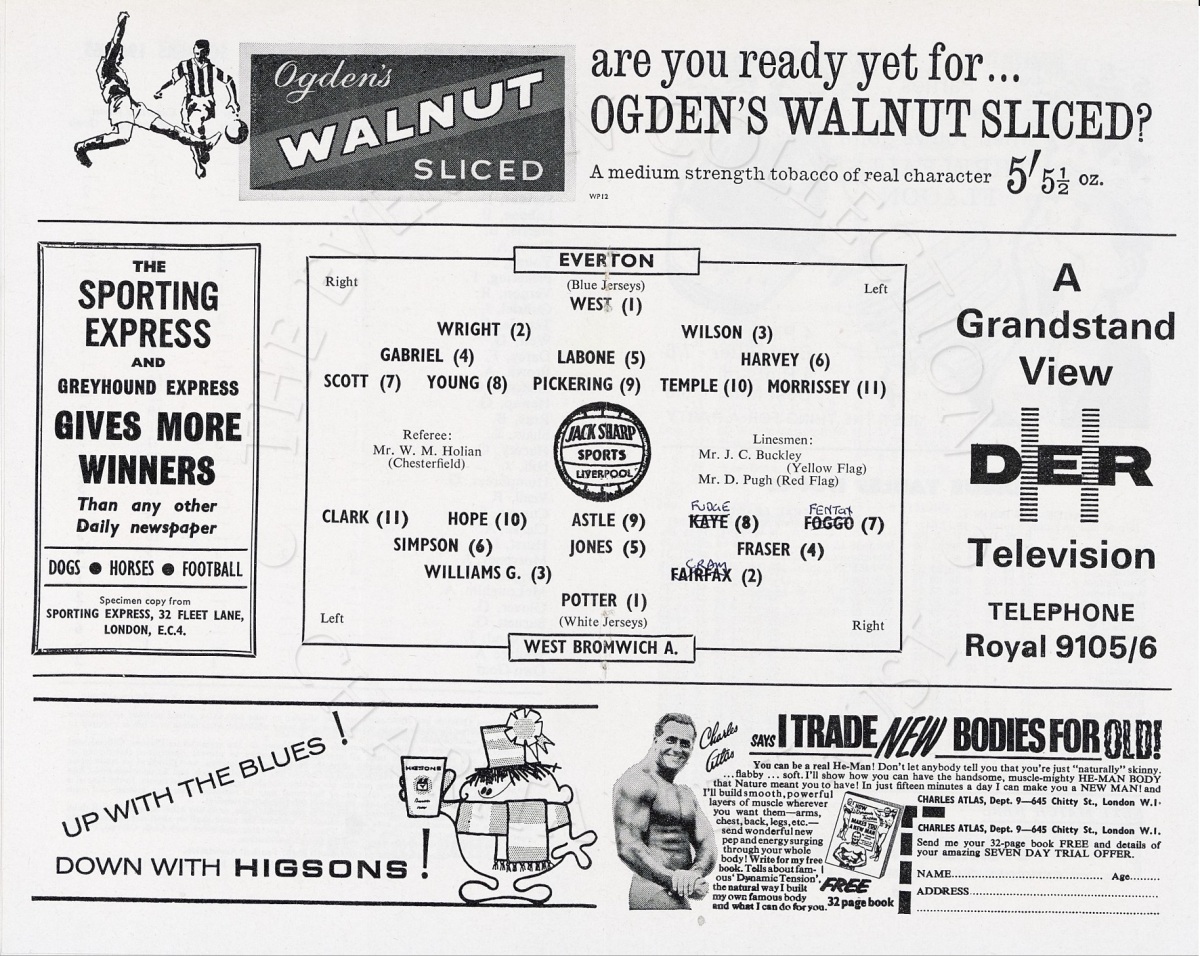 Ogden's
WALNUT
SLICED
are you ready yet for...
OGDEN'S WALNUT SLICED?
A medium strength tobacco of real character 5/5½ oz.
WP12
THE
SPORTING
EXPRESS
AND
GREYHOUND EXPRESS
GIVES MORE
WINNERS
Than any other
Daily newspaper
DOGS ● HORSES ● FOOTBALL
Specimen copy from
SPORTING EXPRESS, 32 FLEET LANE,
LONDON, E.C.4.
EVERTON
(Blue Jerseys)
Right
Left
WEST (1)
WRIGHT (2) WILSON (3)
GABRIEL (4) LABONE (5) HARVEY (6)
SCOTT (7) YOUNG (8) PICKERING (9) TEMPLE (10) MORRISSEY (11)
Referee:
Mr. W. M. Holian
(Chesterfield)
JACK SHARP
SPORTS
LIVERPOOL
Linesmen:
Mr. J. C. Buckley
(Yellow Flag)
Mr. D. Pugh (Red Flag)
FUDGE FENTON
CLARK (11) HOPE (10) ASTLE (9) KAYE (8) FOGGO (7)
SIMPSON (6) JONES (5) FRASER (4)
CRAM
WILLIAMS G. (3) FAIRFAX (2)
POTTER (1)
Left
(White Jerseys)
Right
WEST BROMWICH A.
A
Grandstand
View
DER
Television
TELEPHONE
Royal 9105/6
UP WITH THE BLUES!
DOWN WITH HIGSONS!
HIGSONS
Charles
Atlas
SAYS I TRADE NEW BODIES FOR OLD!
You can be a real He-Man! Don't let anybody tell you that you're just "naturally" skinny.
...flabby ... soft. I'll show how you can have the handsome, muscle-mighty HE-MAN BODY
that Nature meant you to have! In just fifteen minutes a day I can make you a NEW MAN! and
I'll build smooth, powerful
layers of muscle wherever
you want them—arms,
chest, back, legs, etc.—
send wonderful new
pep and energy surging
through your whole
body! Write for my free
book. Tells about fam-
ous 'Dynamic Tension',
the natural way I built
my own famous body
and what I can do for you.
FREE
32 page book
CHARLES ATLAS, Dept. 9—645 Chitty St., London W.1.
CHARLES ATLAS, Dept. 9—645 Chitty St., London W.1.
Send me your 32-page book FREE and details of
your amazing SEVEN DAY TRIAL OFFER.
NAME.......... Age.......
ADDRESS..........